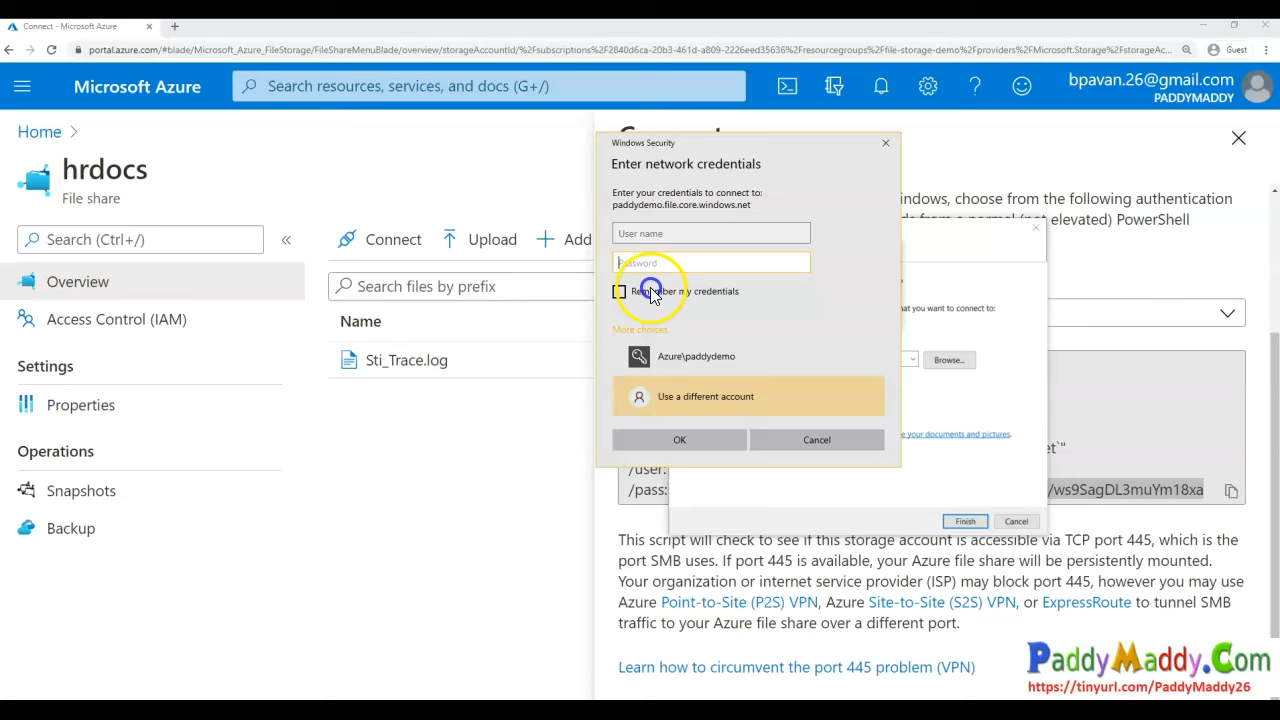 Connect - Microsoft Azure
portal.azure.com/#blade/Microsoft_Azure_FileStorage/FileShareMenuBlade/overview/storageAccountId/%2Fsubscriptions%2F2840d6ca-20b3-461d-a809-2226eed35636%2Fresourcegroups%2Ffile-storage-demo%2Fproviders%2FMicrosoft.Storage%2FstorageAc...
Guest
Microsoft Azure
Search resources, services, and docs (G+/)
bpavan.26@gmail.com
PADDYMADDY
Home
hrdocs
File share
Search (Ctrl+/)
Overview
Access Control (IAM)
Settings
Properties
Operations
Snapshots
Backup
Connect
Upload
Add
Search files by prefix
Name
Sti_Trace.log
Windows Security
Enter network credentials
Enter your credentials to connect to:
paddydemo.file.core.windows.net
User name
Password
Remember my credentials
More choices
Azure\paddydemo
Use a different account
OK
Cancel
indows, choose from the following authentication
PowerShell
at you want to connect to:
Browse...
e your documents and pictures.
/user:
/pass:
/ws9SagDL3muYm18xa
Finish
Cancel
This script will check to see if this storage account is accessible via TCP port 445, which is the
port SMB uses. If port 445 is available, your Azure file share will be persistently mounted.
Your organization or internet service provider (ISP) may block port 445, however you may use
Azure Point-to-Site (P2S) VPN, Azure Site-to-Site (S2S) VPN, or ExpressRoute to tunnel SMB
traffic to your Azure file share over a different port.
Learn how to circumvent the port 445 problem (VPN)
PaddyMaddy.Com
https://tinyurl.com/PaddyMaddy26